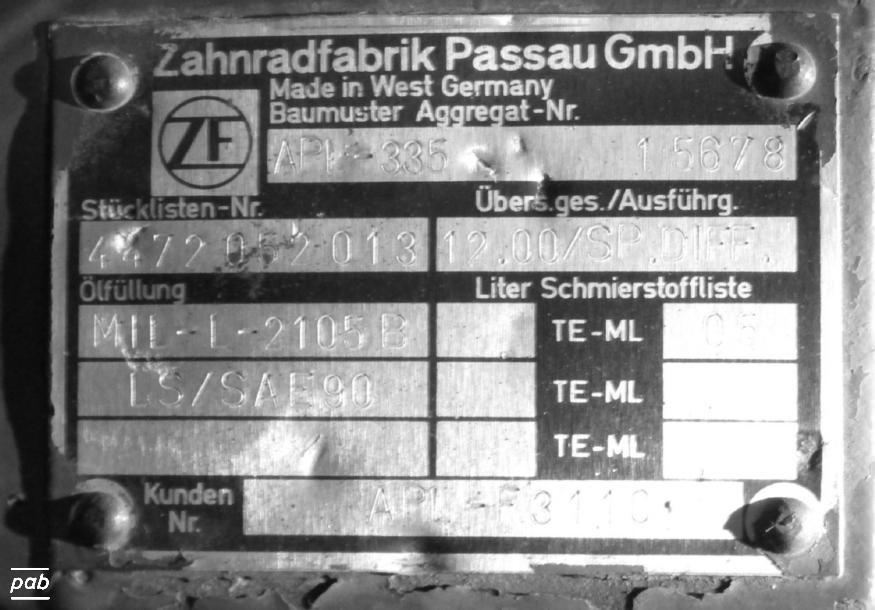 Zahnradfabrik Passau GmbH
Made in West Germany
Baumuster Aggregat-Nr.
ZF
APL-335 15678
Stücklisten-Nr. Übers.ges./Ausführg.
4472 052 013 12.00/SP.DIFF.
Ölfüllung Liter Schmierstoffliste
MIL-L-2105B TE-ML 05
LS/SAE90 TE-ML
TE-ML
Kunden
Nr.
pab